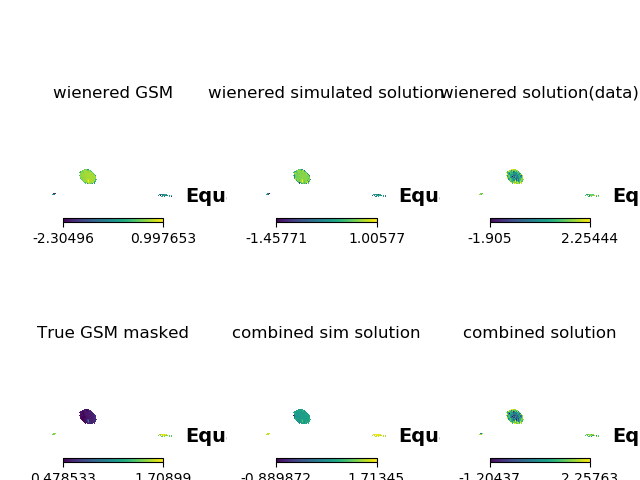 wienered GSM
wienered simulated solution
wienered solution(data)
Equ
Equ
Eq
-2.30496 0.997653
-1.45771 1.00577
-1.905 2.25444
True GSM masked
combined sim solution
combined solution
Equ
Equ
Eq
0.478533 1.70899
-0.889872 1.71345
-1.20437 2.25763